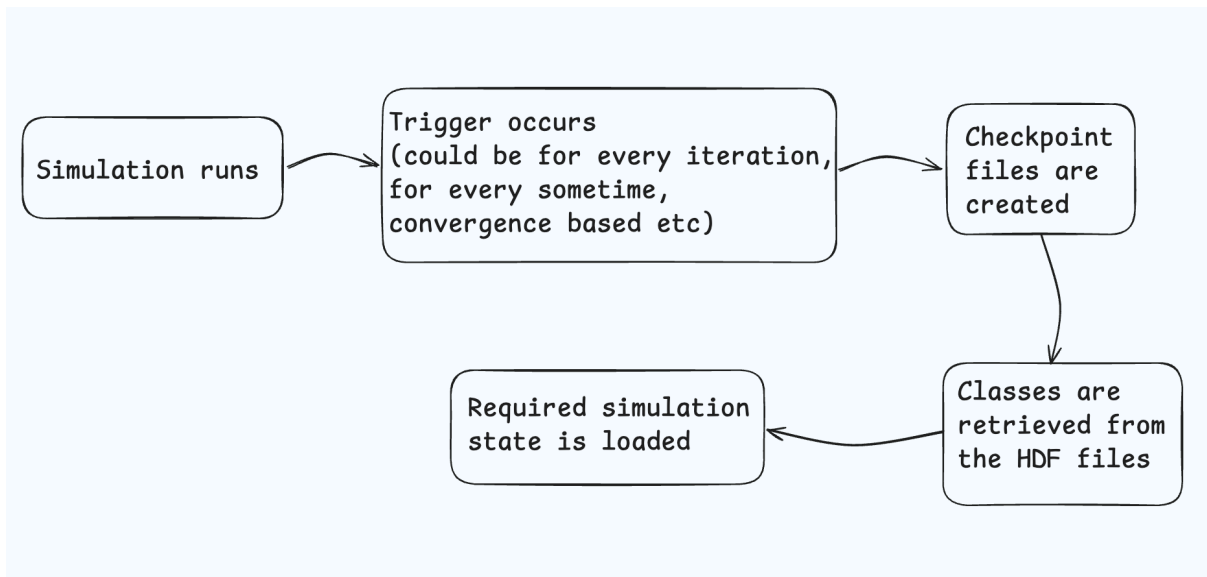 Simulation runs
Trigger occurs
(could be for every iteration,
for every sometime,
convergence based etc)
Checkpoint
files are
created
Classes are
retrieved from
the HDF files
Required simulation
state is loaded